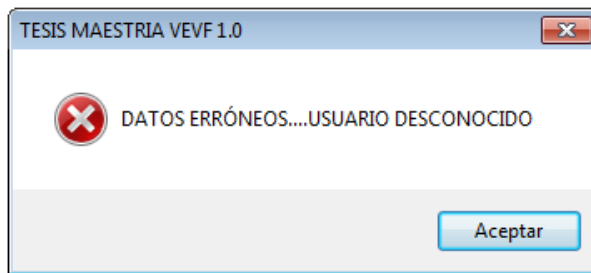 TESIS MAESTRIA VEVF 1.0
DATOS ERRÓNEOS....USUARIO DESCONOCIDO
Aceptar